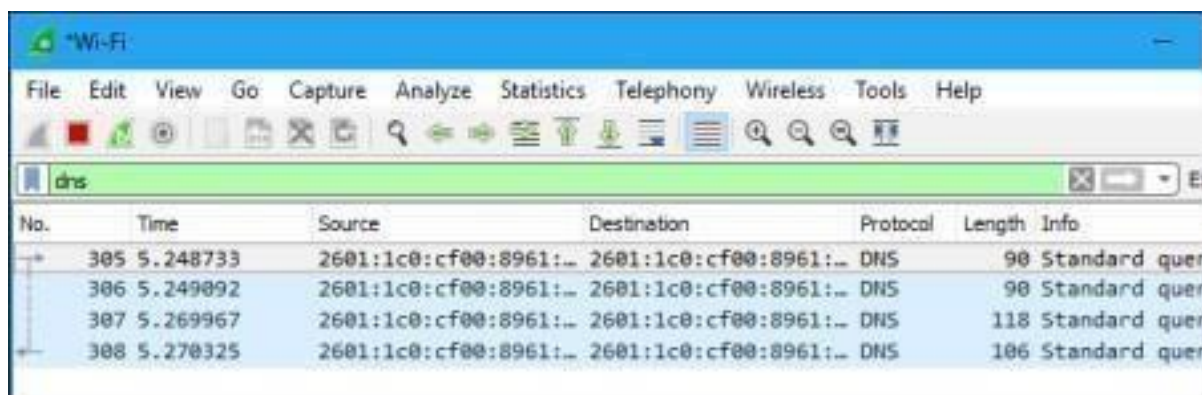 *Wi-Fi
File Edit View Go Capture Analyze Statistics Telephony Wireless Tools Help
dns
No. Time Source Destination Protocol Length Info
305 5.248733 2601:1c0:cf00:8961:… 2601:1c0:cf00:8961:… DNS 90 Standard quer
306 5.249092 2601:1c0:cf00:8961:… 2601:1c0:cf00:8961:… DNS 90 Standard quer
307 5.269967 2601:1c0:cf00:8961:… 2601:1c0:cf00:8961:… DNS 118 Standard quer
308 5.270325 2601:1c0:cf00:8961:… 2601:1c0:cf00:8961:… DNS 106 Standard quer